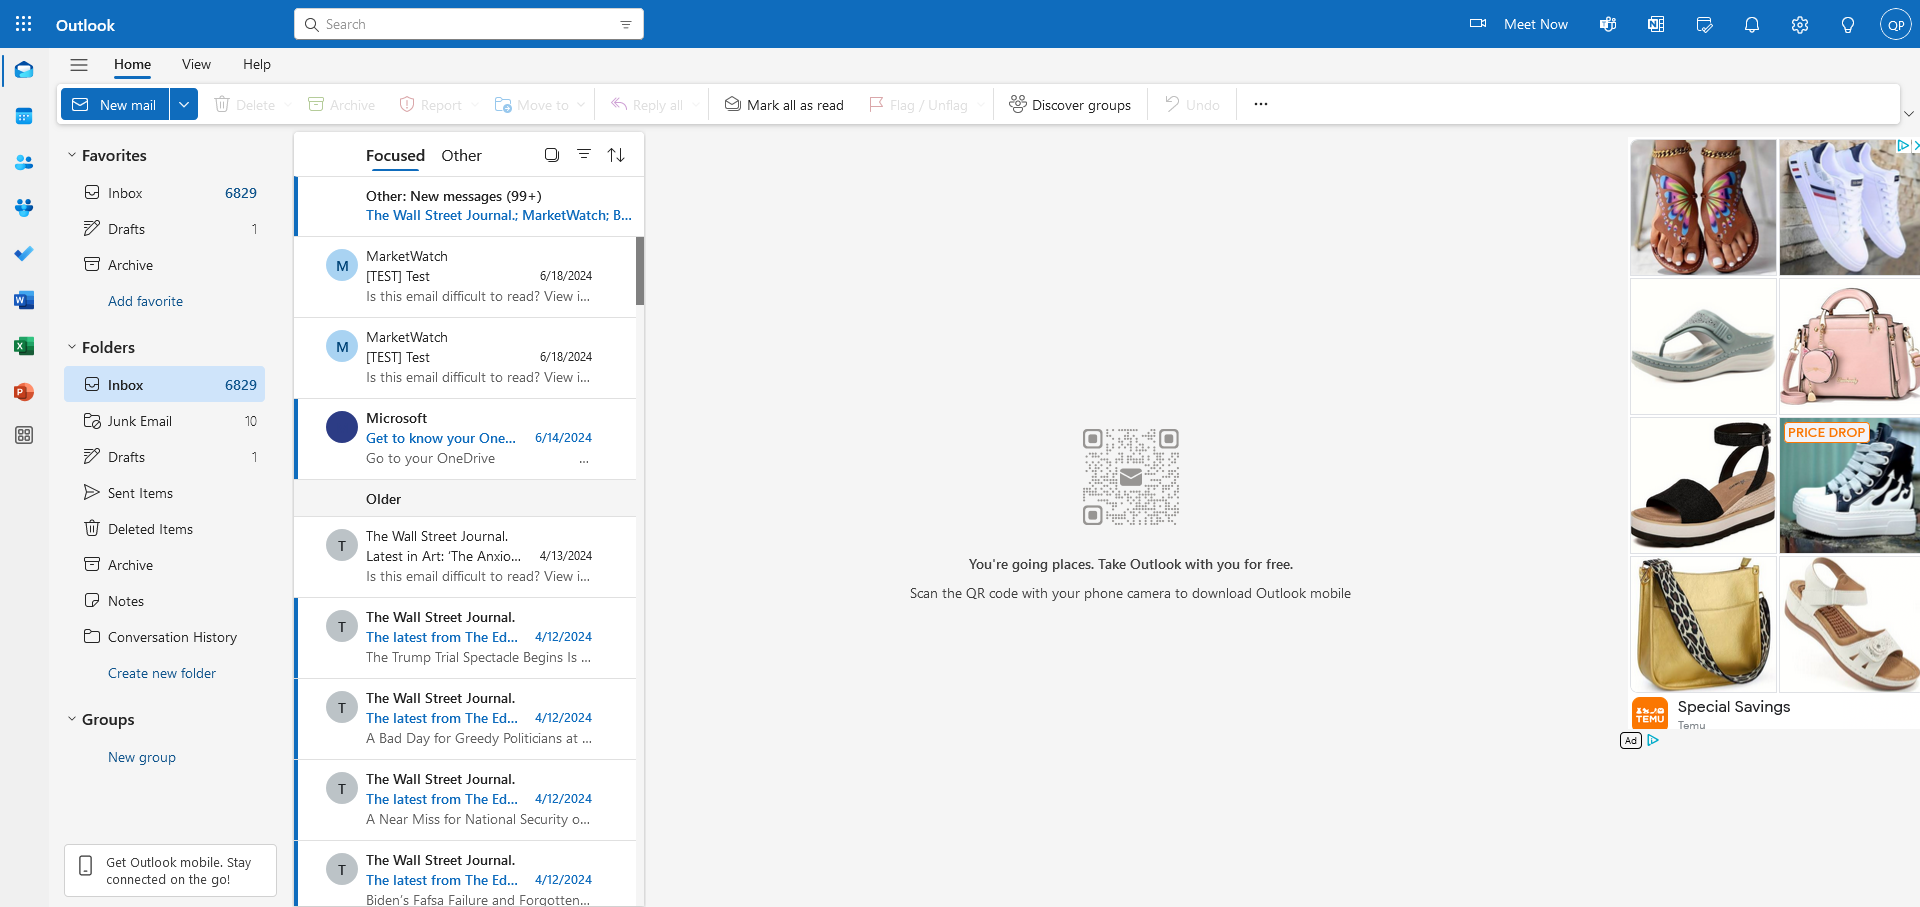 Outlook
Search
Meet Now
QP
Home View Help
New mail Delete Archive Report Move to Reply all Mark all as read Flag / Unflag Discover groups Undo
Favorites
Inbox 6829
Drafts 1
Archive
Add favorite
Folders
Inbox 6829
Junk Email 10
Drafts 1
Sent Items
Deleted Items
Archive
Notes
Conversation History
Create new folder
Groups
New group
Get Outlook mobile. Stay
connected on the go!
Focused Other
Other: New messages (99+)
The Wall Street Journal.; MarketWatch; B...
M
MarketWatch
[TEST] Test 6/18/2024
Is this email difficult to read? View i...
M
MarketWatch
[TEST] Test 6/18/2024
Is this email difficult to read? View i...
Microsoft
Get to know your One... 6/14/2024
Go to your OneDrive ...
Older
T
The Wall Street Journal.
Latest in Art: 'The Anxio... 4/13/2024
Is this email difficult to read? View i...
T
The Wall Street Journal.
The latest from The Ed... 4/12/2024
The Trump Trial Spectacle Begins Is ...
T
The Wall Street Journal.
The latest from The Ed... 4/12/2024
A Bad Day for Greedy Politicians at ...
T
The Wall Street Journal.
The latest from The Ed... 4/12/2024
A Near Miss for National Security o...
T
The Wall Street Journal.
The latest from The Ed... 4/12/2024
Biden's Fafsa Failure and Forgotten...
You're going places. Take Outlook with you for free.
Scan the QR code with your phone camera to download Outlook mobile
PRICE DROP
TEMU
Special Savings
Temu
Ad